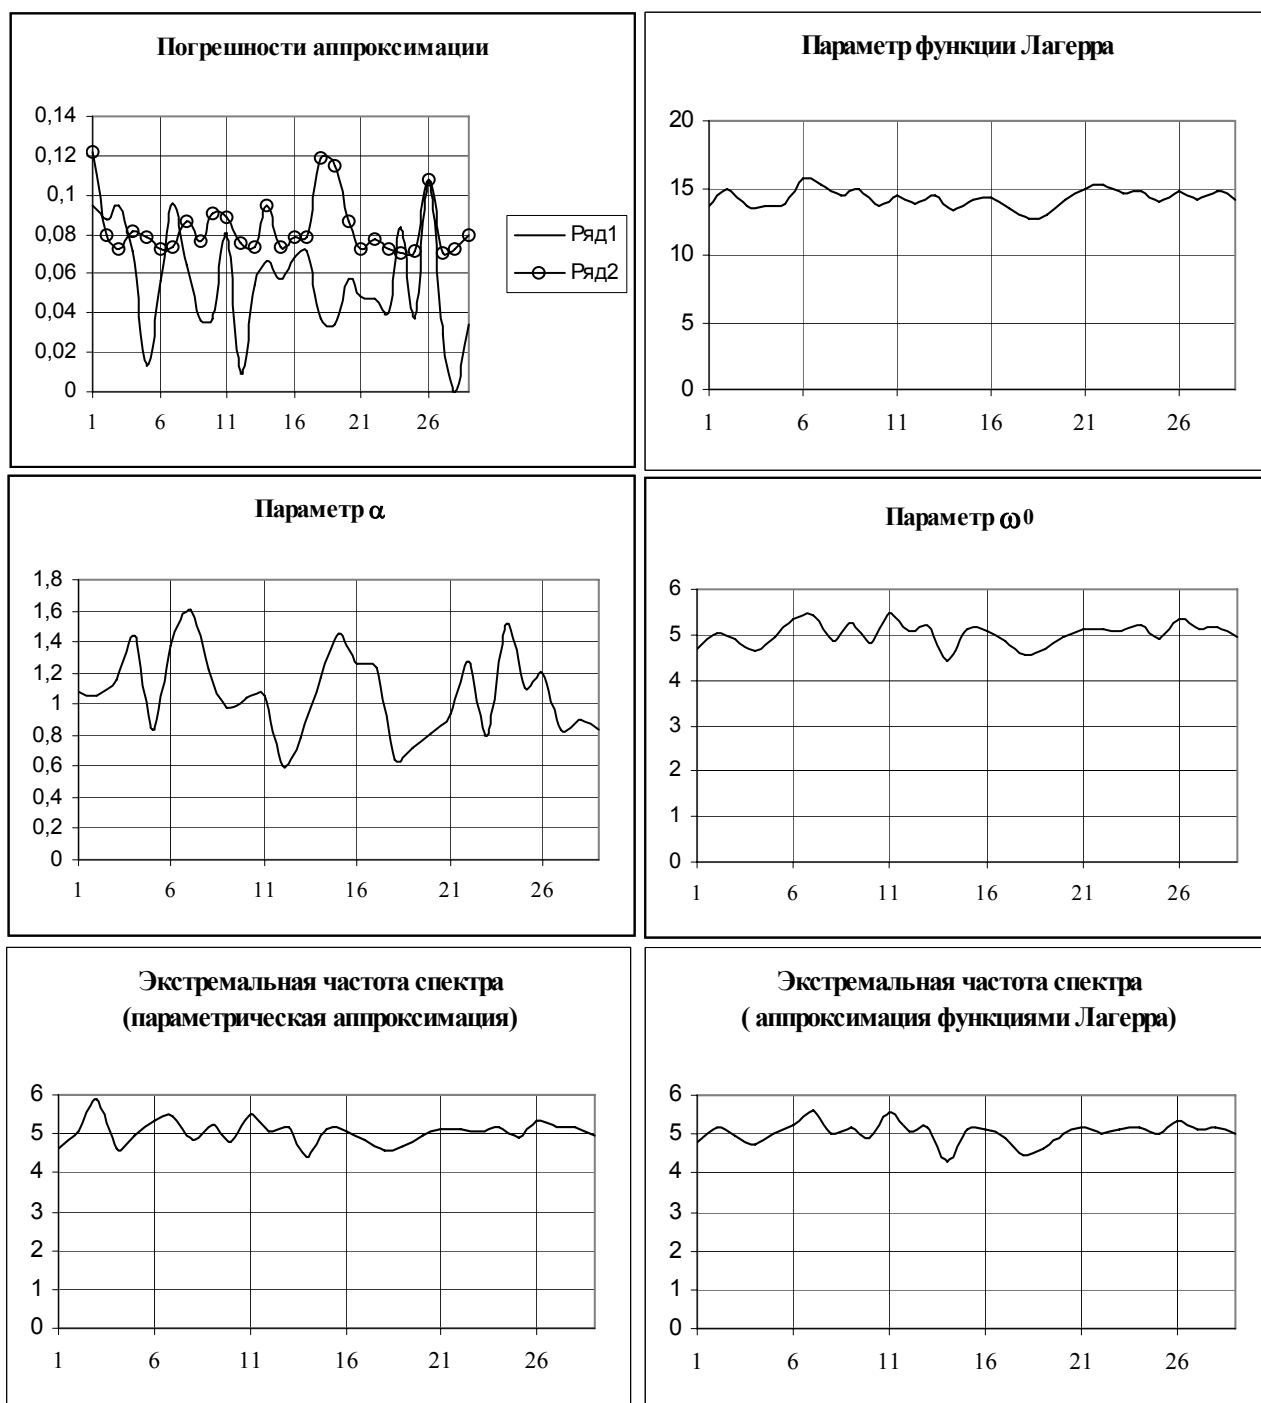 Погрешности аппроксимации
0,14
0,12
0,1
0,08
0,06
0,04
0,02
0
1 6 11 16 21 26
Ряд1
Ряд2
Параметр функции Лагерра
20
15
10
5
0
1 6 11 16 21 26
Параметр α
1,8
1,6
1,4
1,2
1
0,8
0,6
0,4
0,2
0
1 6 11 16 21 26
Параметр ω0
6
5
4
3
2
1
0
1 6 11 16 21 26
Экстремальная частота спектра
(параметрическая аппроксимация)
6
5
4
3
2
1
0
1 6 11 16 21 26
Экстремальная частота спектра
( аппроксимация функциями Лагерра)
6
5
4
3
2
1
0
1 6 11 16 21 26